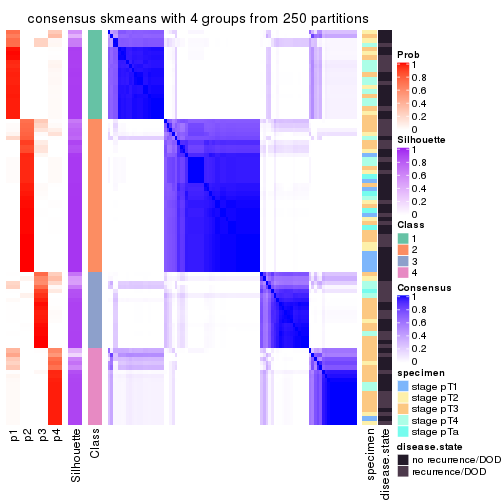 consensus skmeans with 4 groups from 250 partitions
Prob
1
0.8
0.6
0.4
0.2
0
Silhouette
1
0.8
0.6
0.4
0.2
0
Class
1
2
3
4
Consensus
1
0.8
0.6
0.4
0.2
0
specimen
stage pT1
stage pT2
stage pT3
stage pT4
stage pTa
disease.state
no recurrence/DOD
recurrence/DOD
p1
p2
p3
p4
Silhouette
Class
specimen
disease.state